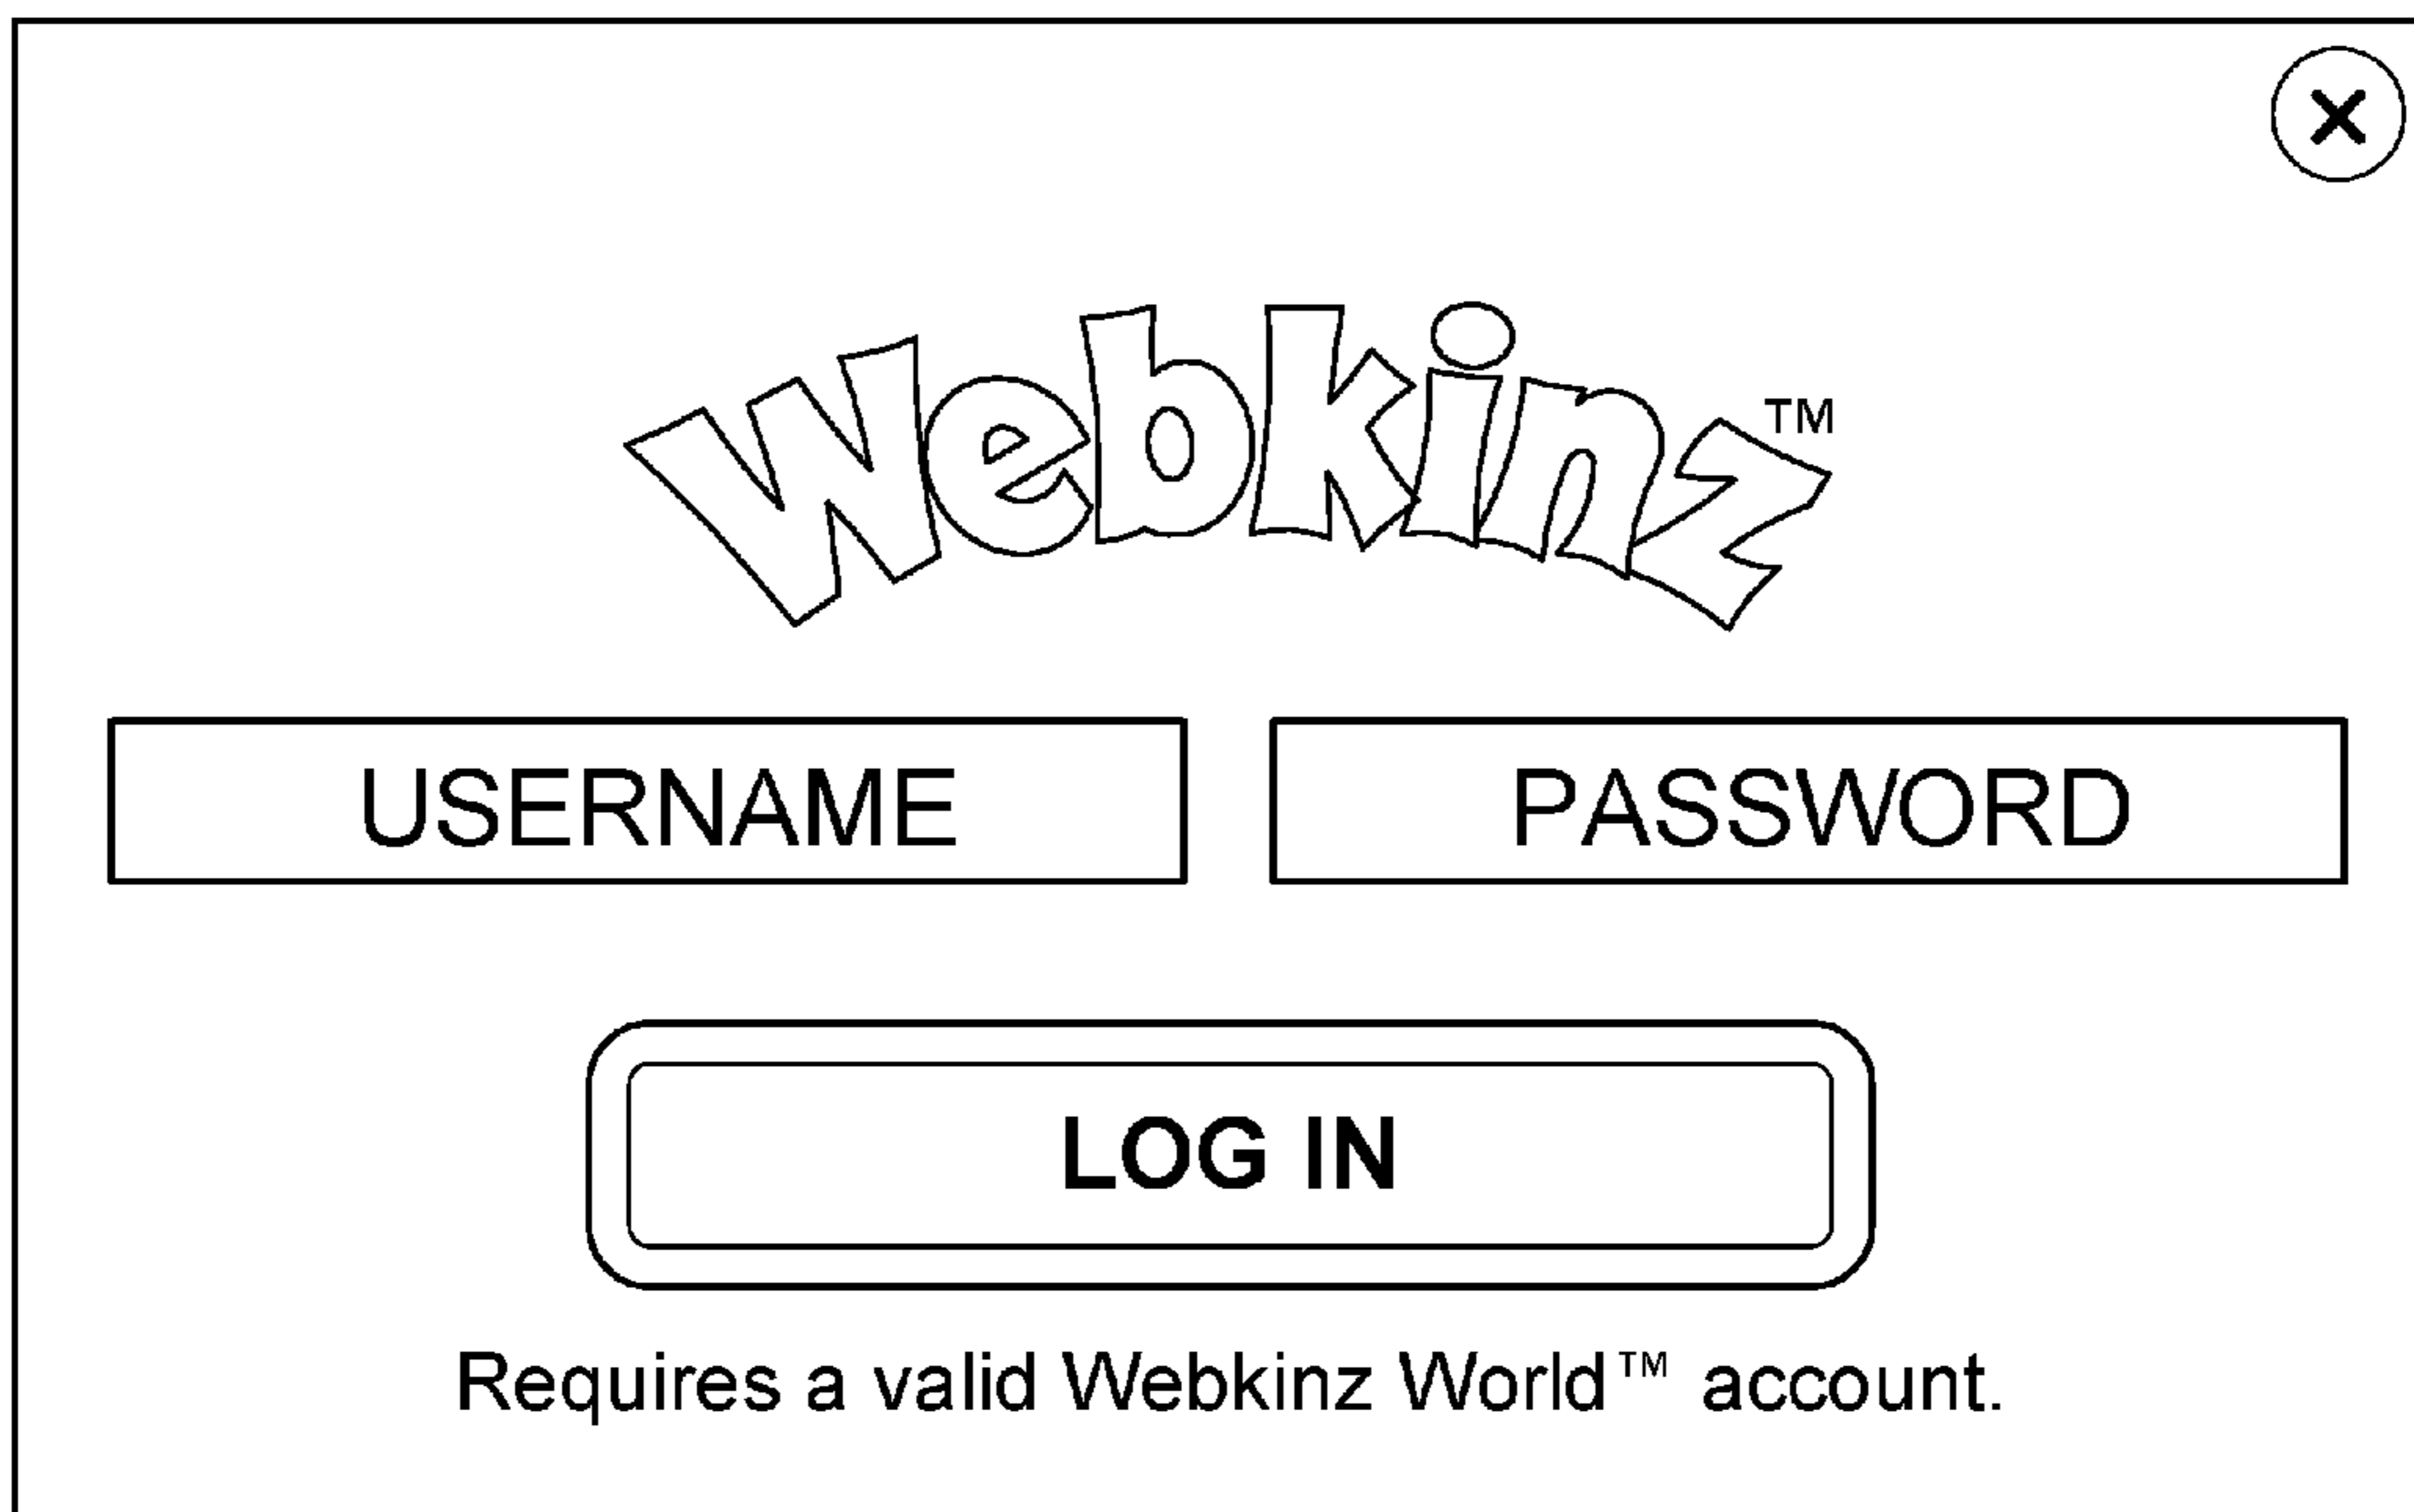 Webkinz™
USERNAME PASSWORD
LOG IN
Requires a valid Webkinz World™ account.